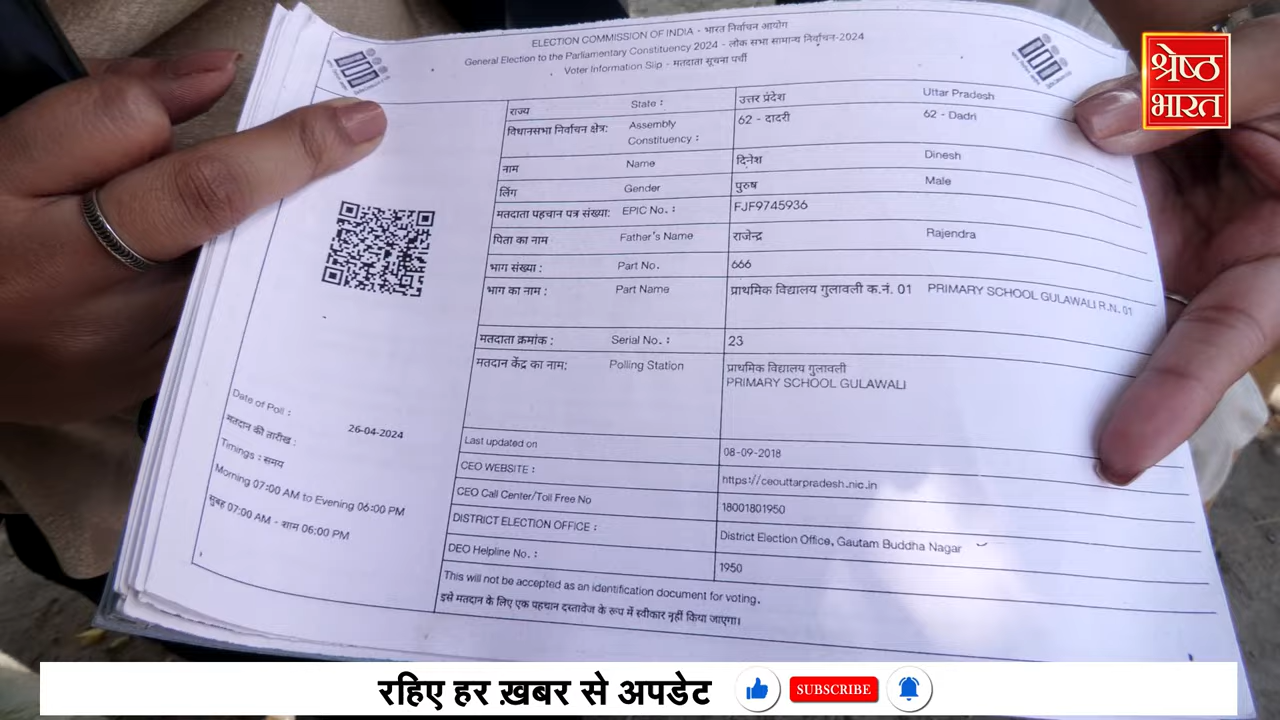 ELECTION COMMISSION OF INDIA - भारत निर्वाचन आयोग
General Election to the Parliamentary Constituency 2024 - लोक सभा सामान्य निर्वाचन-2024
Voter Information Slip - मतदाता सूचना पर्ची
श्रेष्ठ
भारत
राज्य State : उत्तर प्रदेश Uttar Pradesh
विधानसभा निर्वाचन क्षेत्र: Assembly Constituency : 62 - दादरी 62 - Dadri
नाम Name दिनेश Dinesh
लिंग Gender पुरुष Male
मतदाता पहचान पत्र संख्या: EPIC No. : FJF9745936
पिता का नाम Father's Name राजेन्द्र Rajendra
भाग संख्या : Part No. 666
भाग का नाम : Part Name प्राथमिक विद्यालय गुलावली क.नं. 01 PRIMARY SCHOOL GULAWALI R.N. 01
मतदाता क्रमांक : Serial No. : 23
मतदान केंद्र का नाम: Polling Station प्राथमिक विद्यालय गुलावली
PRIMARY SCHOOL GULAWALI
Last updated on 08-09-2018
CEO WEBSITE : https://ceouttarpradesh.nic.in
CEO Call Center/Toll Free No 18001801950
DISTRICT ELECTION OFFICE : District Election Office, Gautam Buddha Nagar
DEO Helpline No. : 1950
This will not be accepted as an identification document for voting.
इसे मतदान के लिए एक पहचान दस्तावेज के रूप में स्वीकार नहीं किया जाएगा।
Date of Poll :
मतदान की तारीख : 26-04-2024
Timings : समय
Morning 07:00 AM to Evening 06:00 PM
सुबह 07:00 AM - शाम 06:00 PM
रहिए हर ख़बर से अपडेट SUBSCRIBE